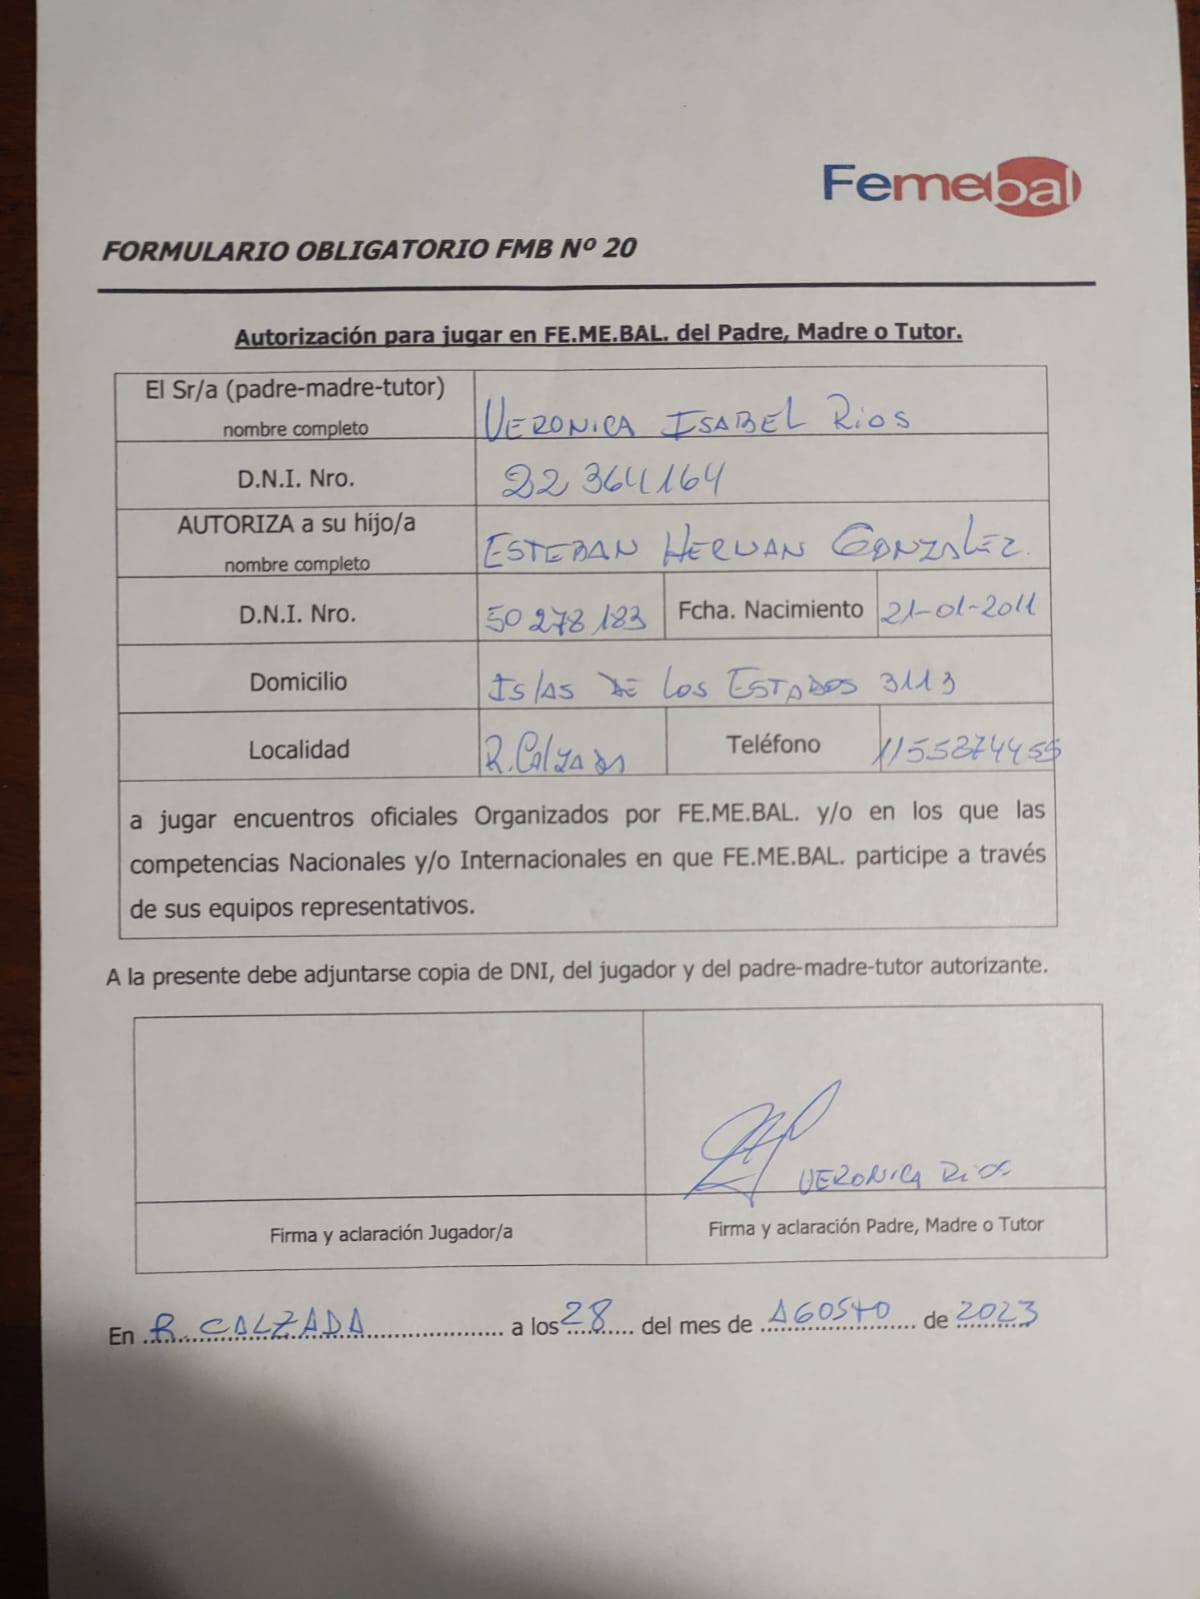 Femebal
FORMULARIO OBLIGATORIO FMB Nº 20
Autorización para jugar en FE.ME.BAL. del Padre, Madre o Tutor.
El Sr/a (padre-madre-tutor)
nombre completo
VERONICA ISABEL RIOS
D.N.I. Nro.
22 364 164
AUTORIZA a su hijo/a
nombre completo
ESTEBAN HERNAN GONZALEZ.
D.N.I. Nro.
50 278 183
Fcha. Nacimiento
21-01-2011
Domicilio
ISLAS DE LOS ESTADOS 3113
Localidad
R. CALZADA
Teléfono
1155874455
a jugar encuentros oficiales Organizados por FE.ME.BAL. y/o en los que las
competencias Nacionales y/o Internacionales en que FE.ME.BAL. participe a través
de sus equipos representativos.
A la presente debe adjuntarse copia de DNI, del jugador y del padre-madre-tutor autorizante.
VERONICA RIOS
Firma y aclaración Jugador/a
Firma y aclaración Padre, Madre o Tutor
En R. CALZADA a los 28 del mes de AGOSTO de 2023